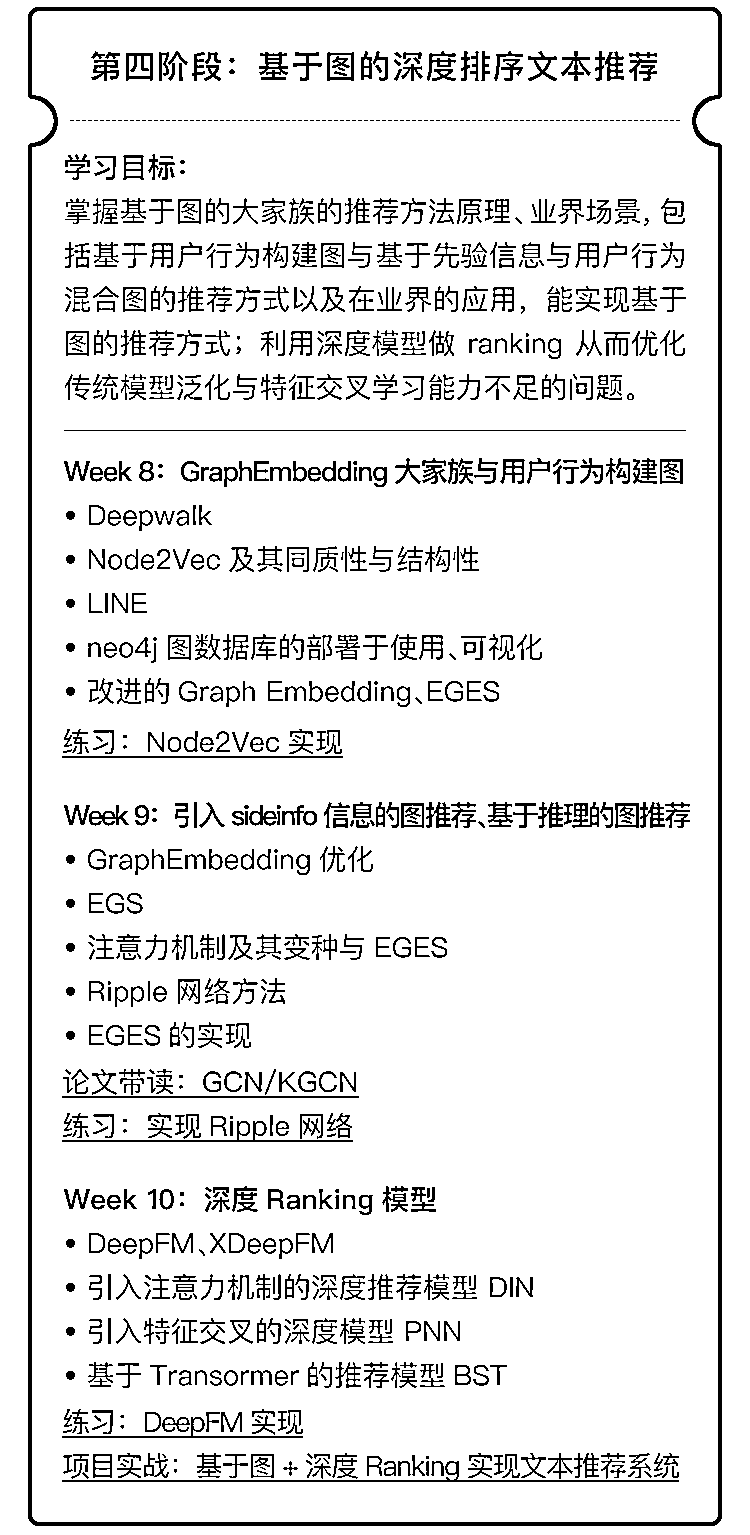 第四阶段：基于图的深度排序文本推荐
学习目标：
掌握基于图的大家族的推荐方法原理、业界场景，包
括基于用户行为构建图与基于先验信息与用户行为
混合图的推荐方式以及在业界的应用，能实现基于
图的推荐方式；利用深度模型做 ranking 从而优化
传统模型泛化与特征交叉学习能力不足的问题。
Week 8：GraphEmbedding 大家族与用户行为构建图
• Deepwalk
• Node2Vec 及其同质性与结构性
• LINE
• neo4j 图数据库的部署于使用、可视化
• 改进的 Graph Embedding、EGES
练习：Node2Vec 实现
Week 9：引入 sideinfo 信息的图推荐、基于推理的图推荐
• GraphEmbedding 优化
• EGS
• 注意力机制及其变种与 EGES
• Ripple 网络方法
• EGES 的实现
论文带读：GCN/KGCN
练习：实现 Ripple 网络
Week 10：深度 Ranking 模型
• DeepFM、XDeepFM
• 引入注意力机制的深度推荐模型 DIN
• 引入特征交叉的深度模型 PNN
• 基于 Transormer 的推荐模型 BST
练习：DeepFM 实现
项目实战：基于图 + 深度 Ranking 实现文本推荐系统